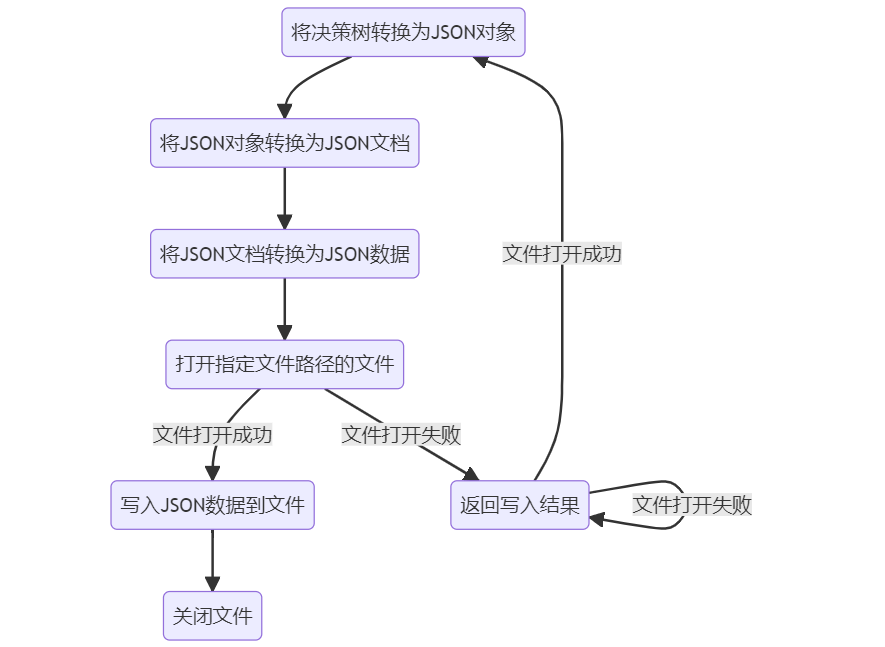 将决策树转换为JSON对象
将JSON对象转换为JSON文档
将JSON文档转换为JSON数据
文件打开成功
打开指定文件路径的文件
文件打开成功
文件打开失败
写入JSON数据到文件
返回写入结果
文件打开失败
关闭文件